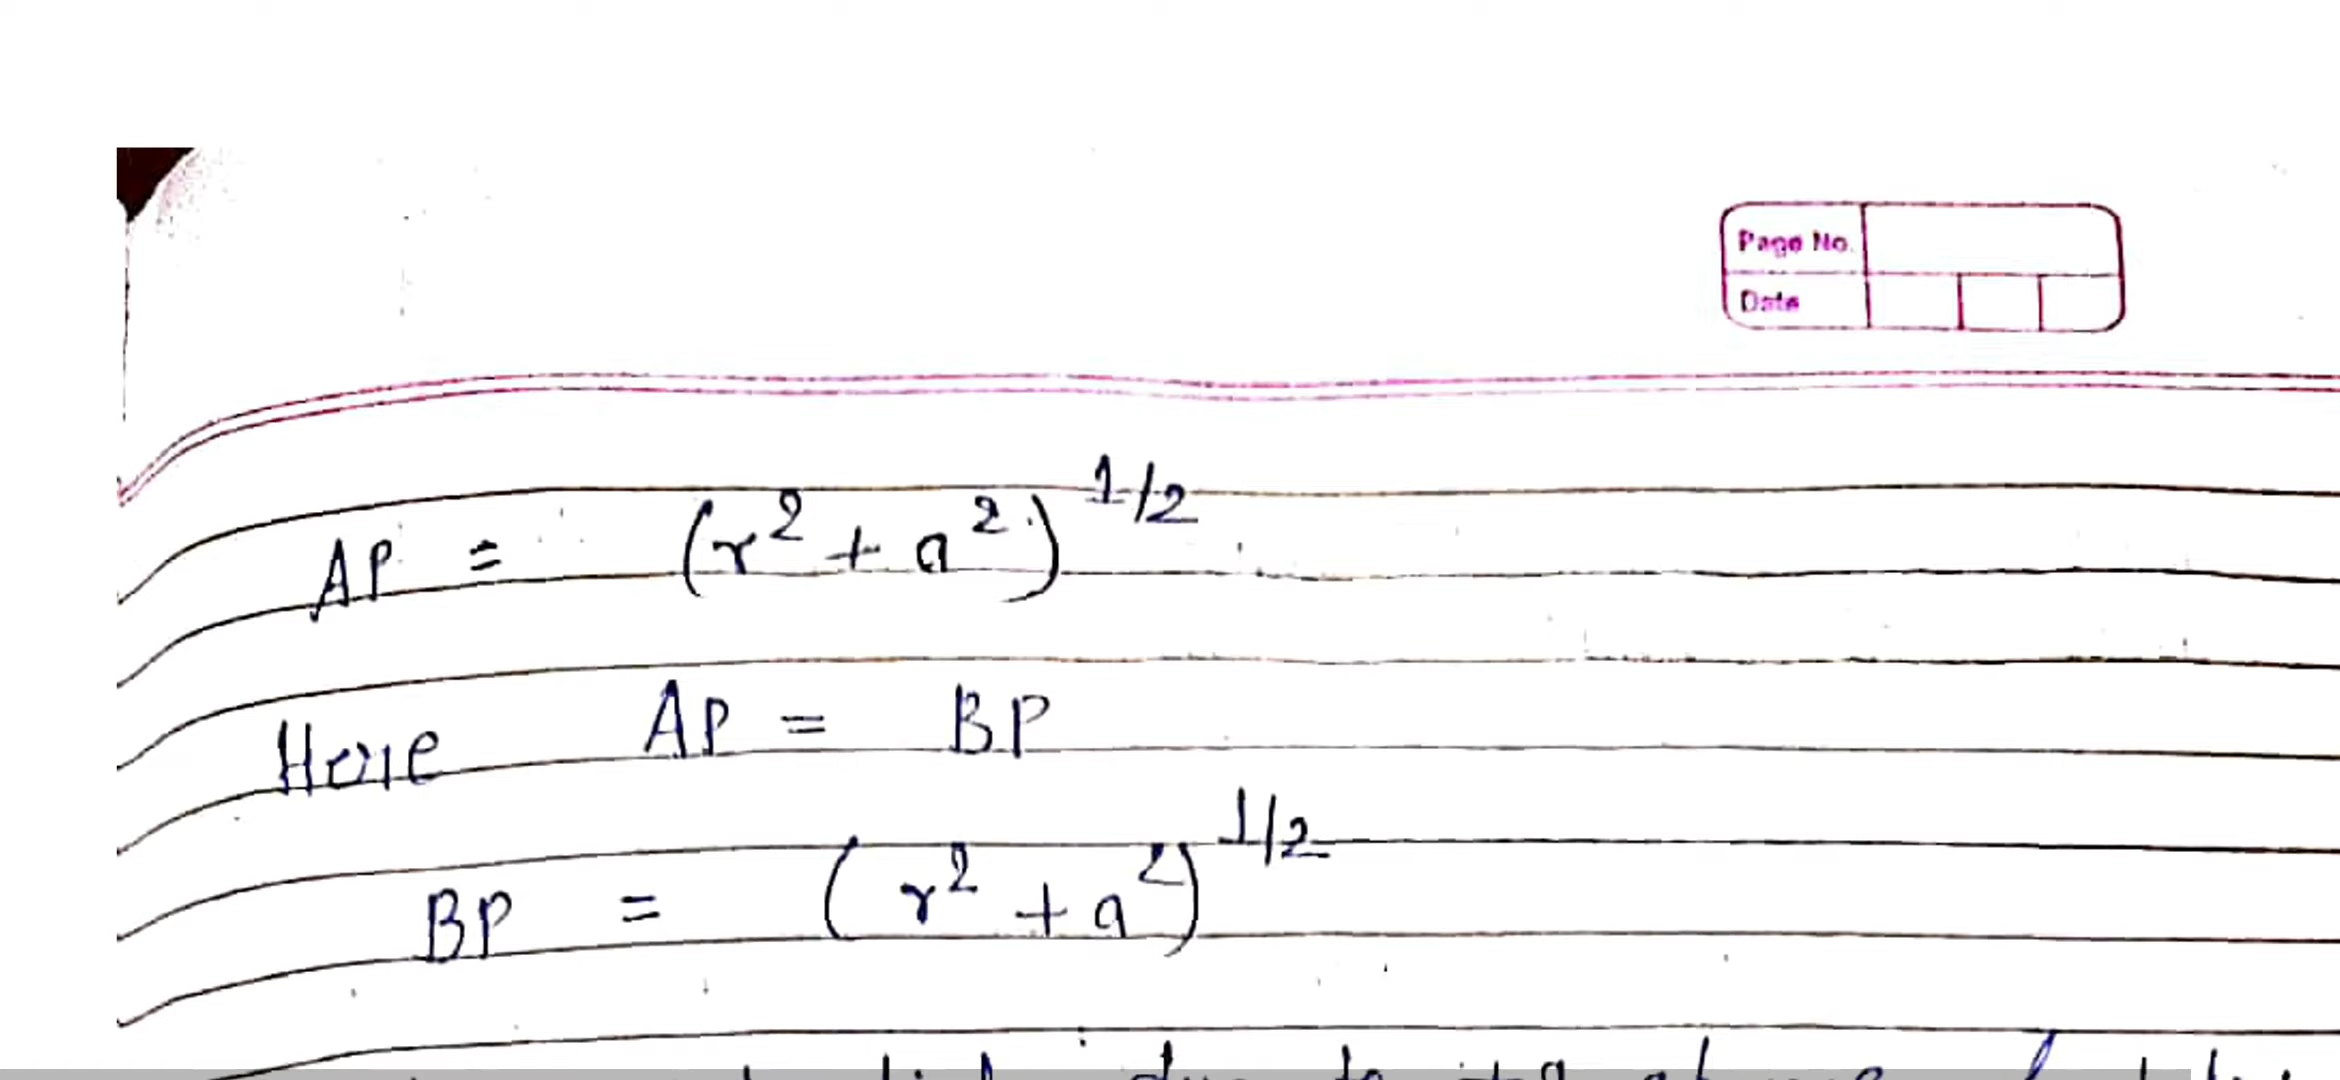 Page No.
Date
AP = (r² + a²)^1/2
Here AP = BP
BP = (r² + a²)^1/2